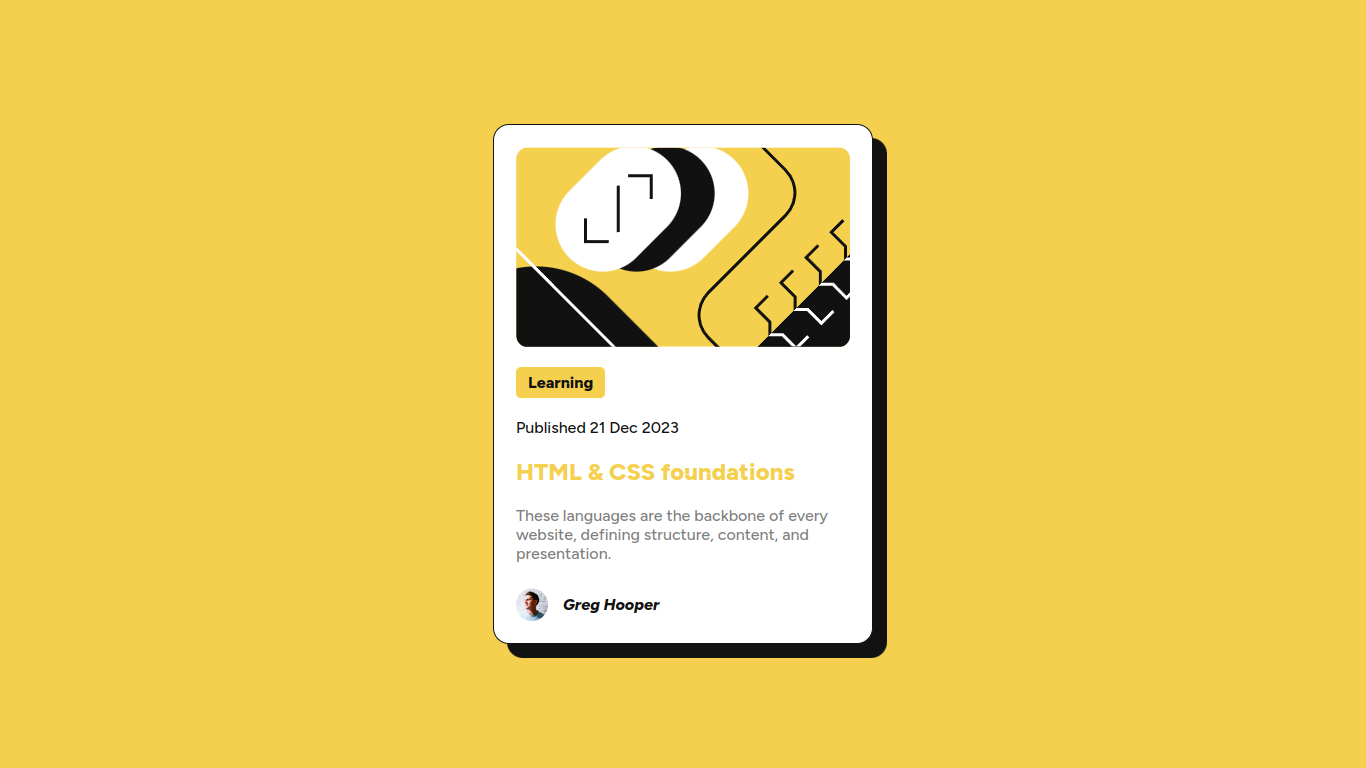 Learning
Published 21 Dec 2023
HTML & CSS foundations
These languages are the backbone of every
website, defining structure, content, and
presentation.
Greg Hooper